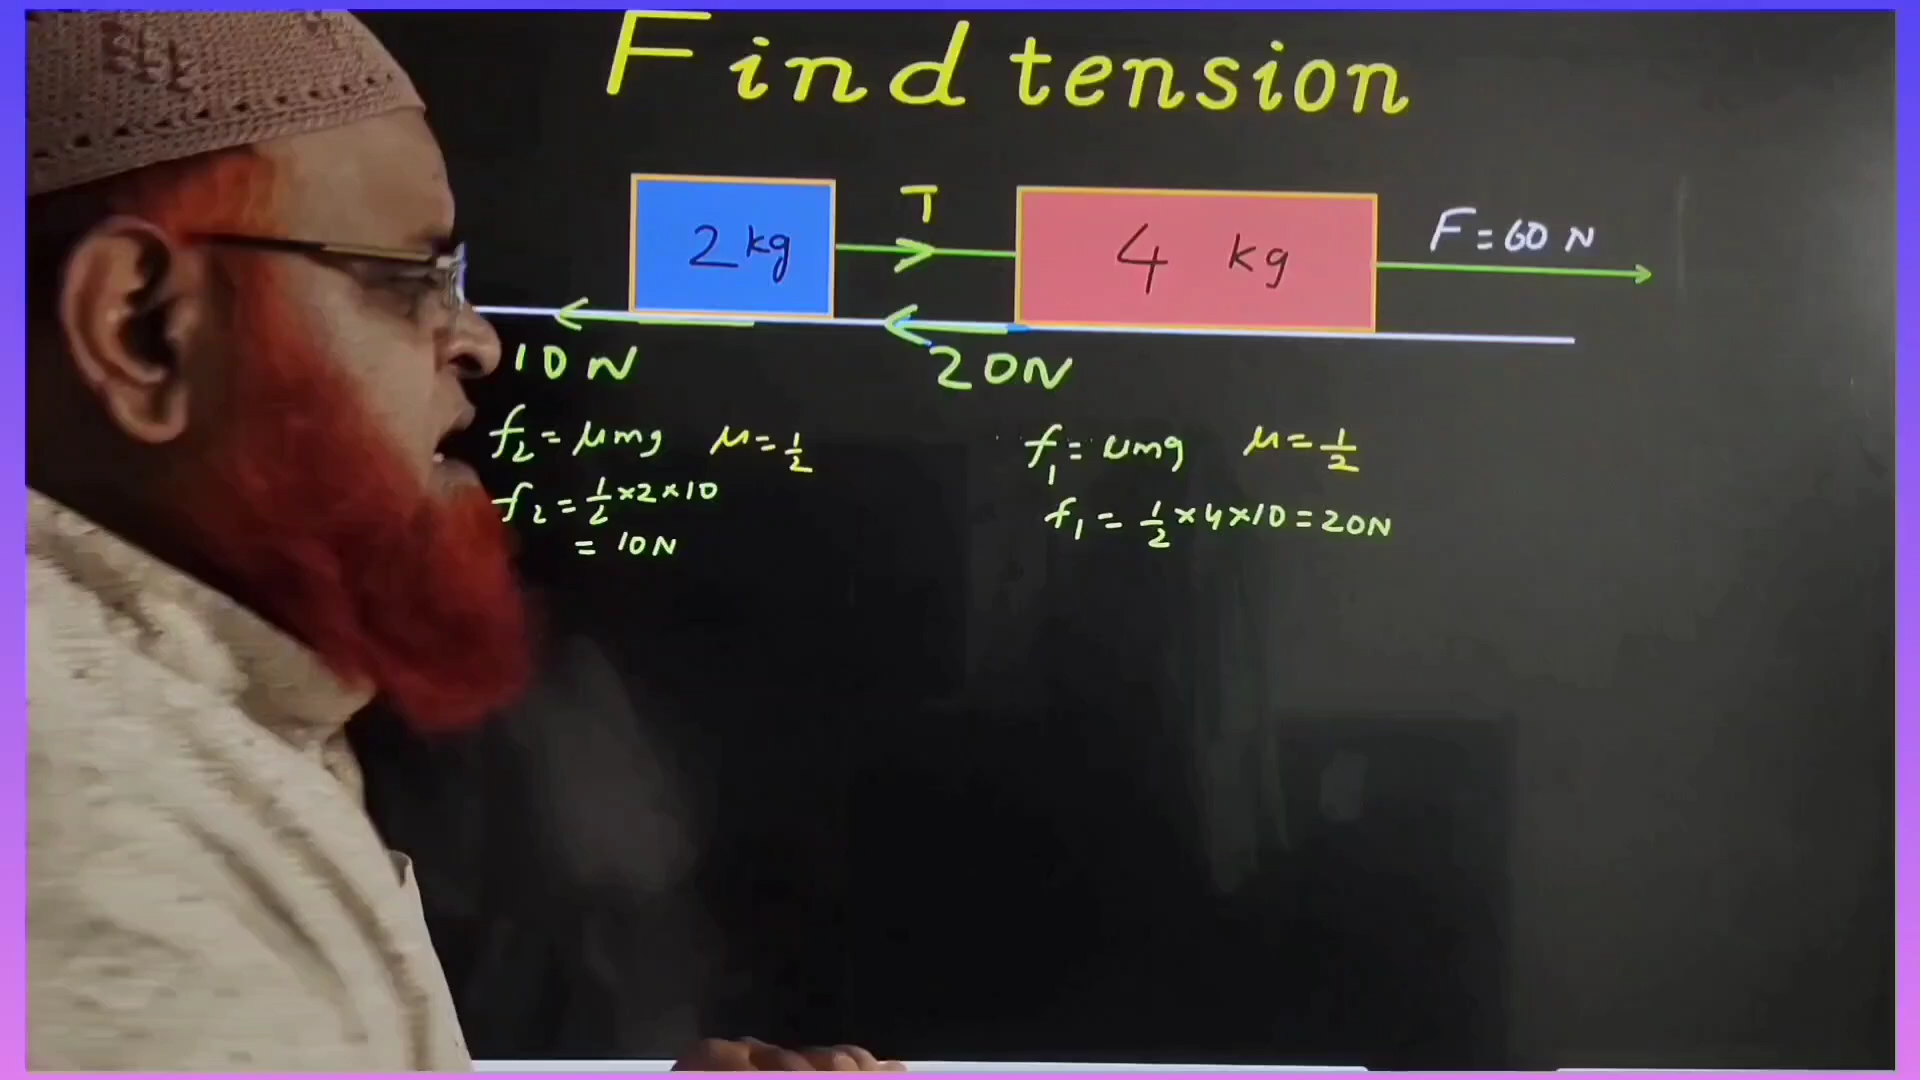 Find tension
2 kg
T
4 kg
F = 60 N
10 N
20N
f₂ = μmg μ = 1/2
f₂ = 1/2 × 2 × 10
= 10N
f₁ = μmg μ = 1/2
f₁ = 1/2 × 4 × 10 = 20N